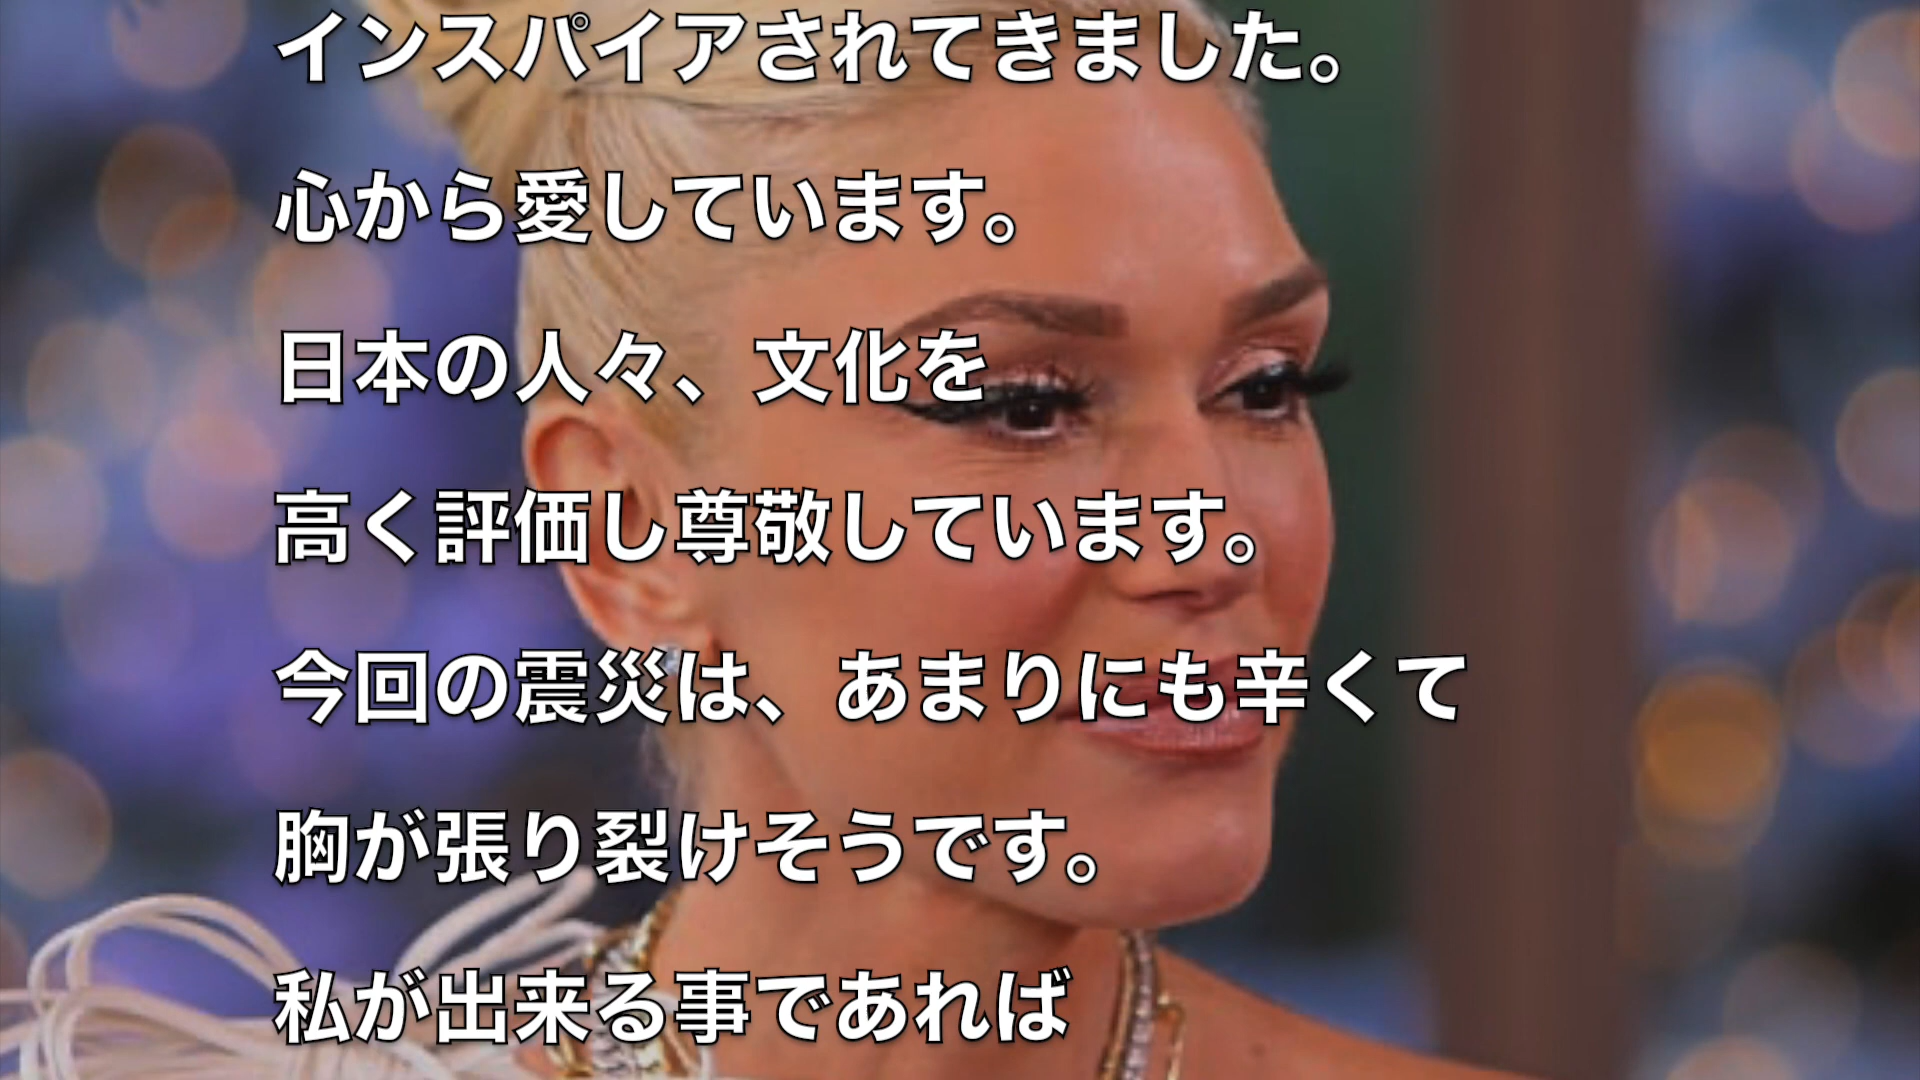 インスパイアされてきました。
心から愛しています。
日本の人々、文化を
高く評価し尊敬しています。
今回の震災は、あまりにも辛くて
胸が張り裂けそうです。
私が出来る事であれば